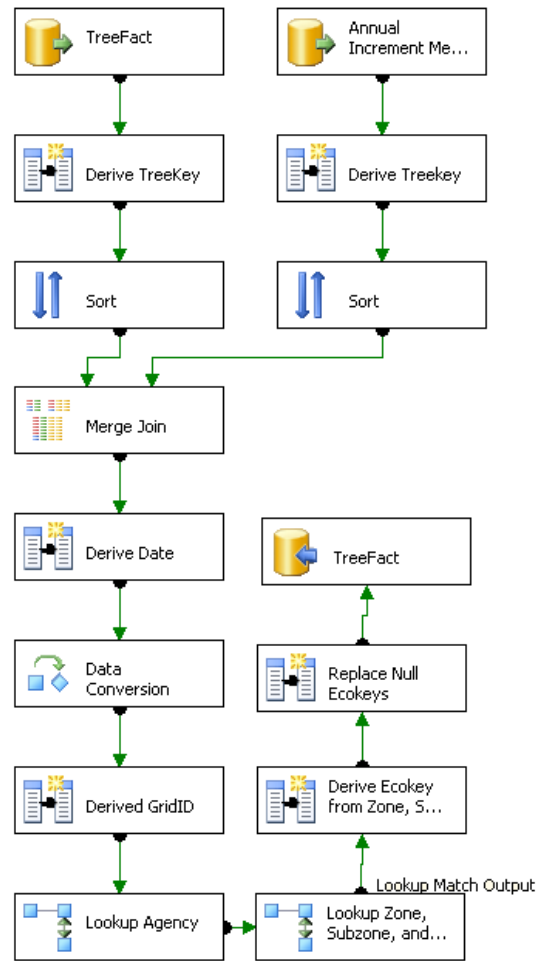 TreeFact
Annual
Increment Me...
Derive TreeKey
Derive Treekey
Sort
Sort
Merge Join
Derive Date
TreeFact
Data
Conversion
Replace Null
Ecokeys
Derived GridID
Derive Ecokey
from Zone, S...
Lookup Match Output
Lookup Agency
Lookup Zone,
Subzone, and...